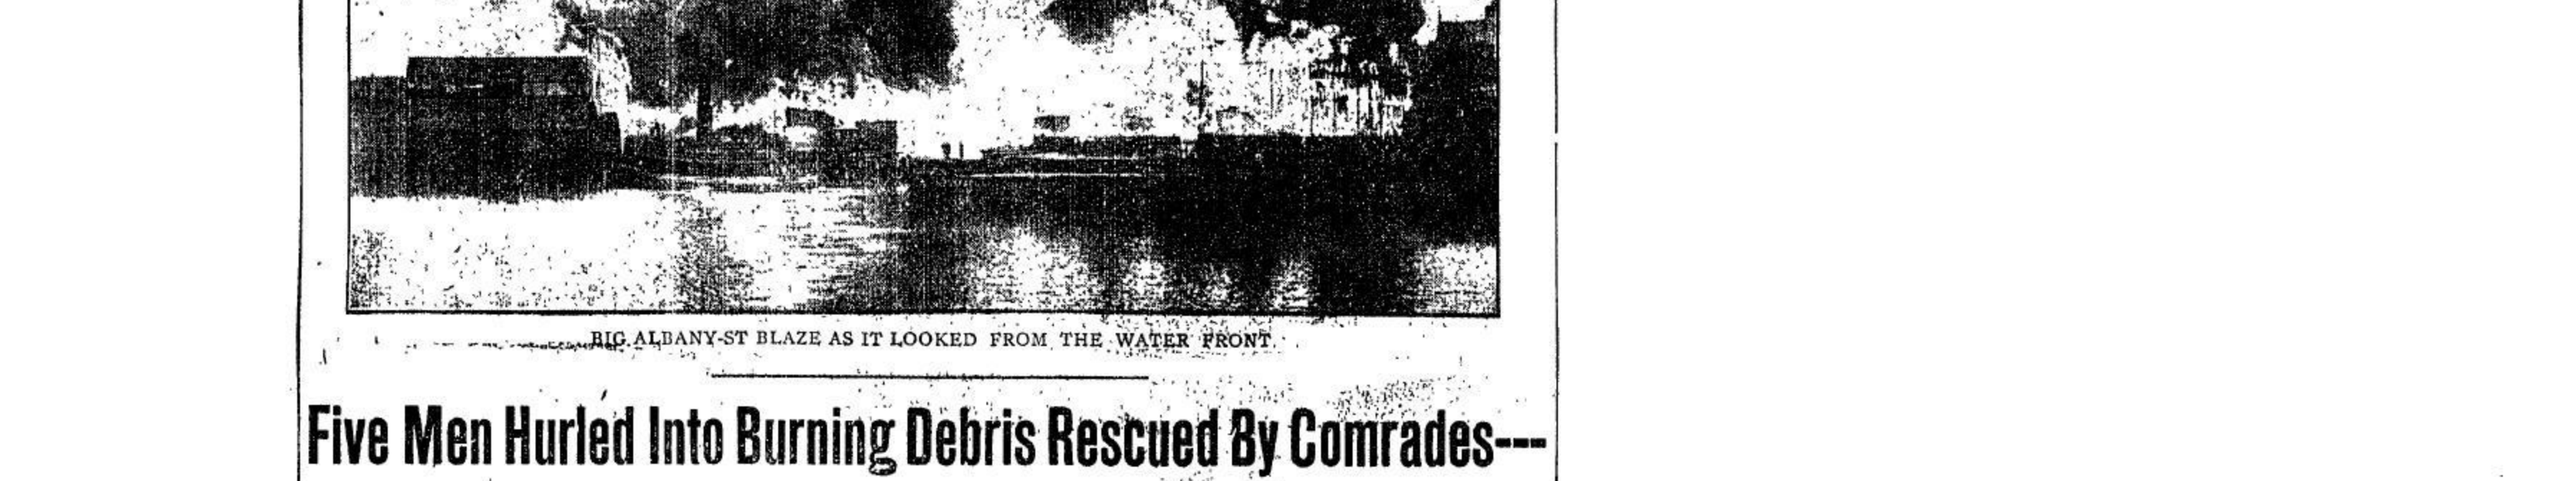 BIG ALBANY-ST BLAZE AS IT LOOKED FROM THE WATER FRONT.
Five Men Hurled Into Burning Debris Rescued By Comrades---